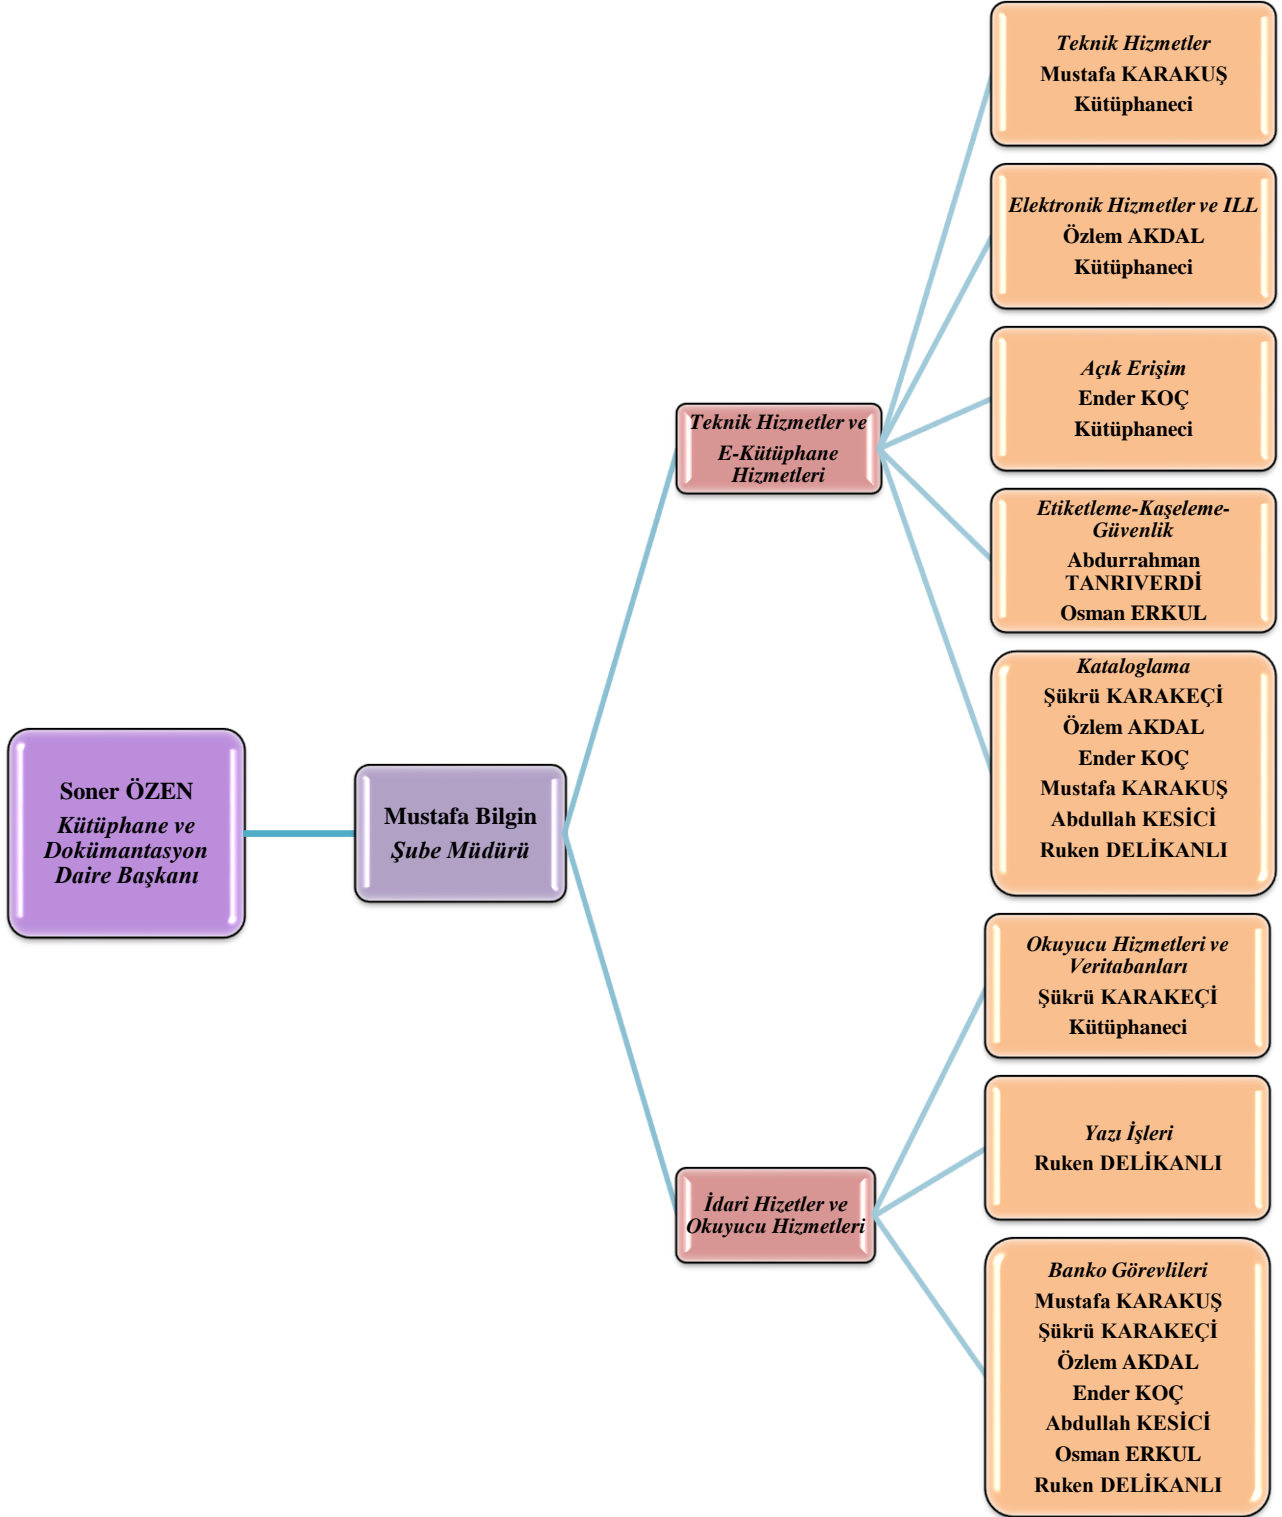 Soner ÖZEN
Kütüphane ve
Dokümantasyon
Daire Başkanı
Mustafa Bilgin
Şube Müdürü
Teknik Hizmetler ve
E-Kütüphane
Hizmetleri
Teknik Hizmetler
Mustafa KARAKUŞ
Kütüphaneci
Elektronik Hizmetler ve ILL
Özlem AKDAL
Kütüphaneci
Açık Erişim
Ender KOÇ
Kütüphaneci
Etiketleme-Kaşeleme-
Güvenlik
Abdurrahman
TANRIVERDİ
Osman ERKUL
Kataloglama
Şükrü KARAKEÇİ
Özlem AKDAL
Ender KOÇ
Mustafa KARAKUŞ
Abdullah KESİCİ
Ruken DELİKANLI
İdari Hizetler ve
Okuyucu Hizmetleri
Okuyucu Hizmetleri ve
Veritabanları
Şükrü KARAKEÇİ
Kütüphaneci
Yazı İşleri
Ruken DELİKANLI
Banko Görevlileri
Mustafa KARAKUŞ
Şükrü KARAKEÇİ
Özlem AKDAL
Ender KOÇ
Abdullah KESİCİ
Osman ERKUL
Ruken DELİKANLI